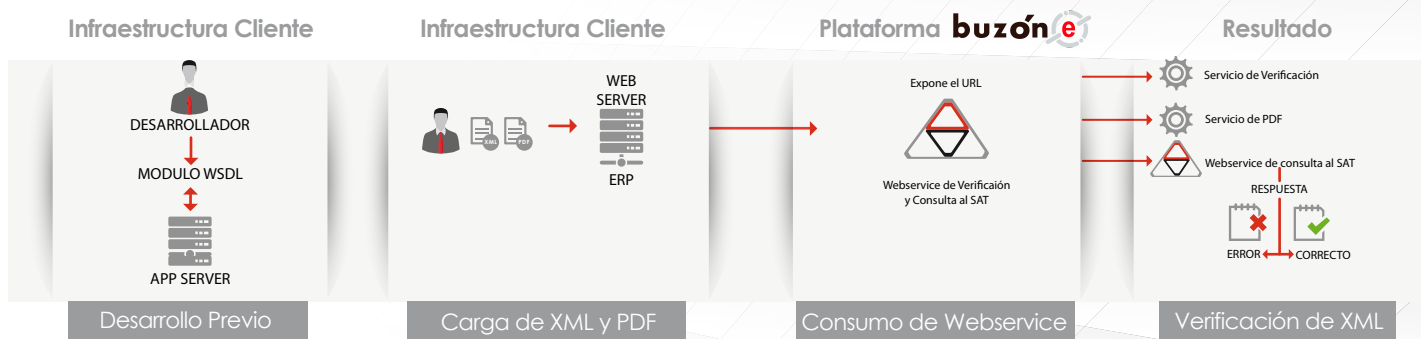 Infraestructura Cliente
DESARROLLADOR
MODULO WSDL
APP SERVER
Desarrollo Previo
Infraestructura Cliente
XML
PDF
WEB
SERVER
ERP
Carga de XML y PDF
Plataforma buzón e
Expone el URL
Webservice de Verificaión
y Consulta al SAT
Consumo de Webservice
Resultado
Servicio de Verificación
Servicio de PDF
Webservice de consulta al SAT
RESPUESTA
ERROR
CORRECTO
Verificación de XML